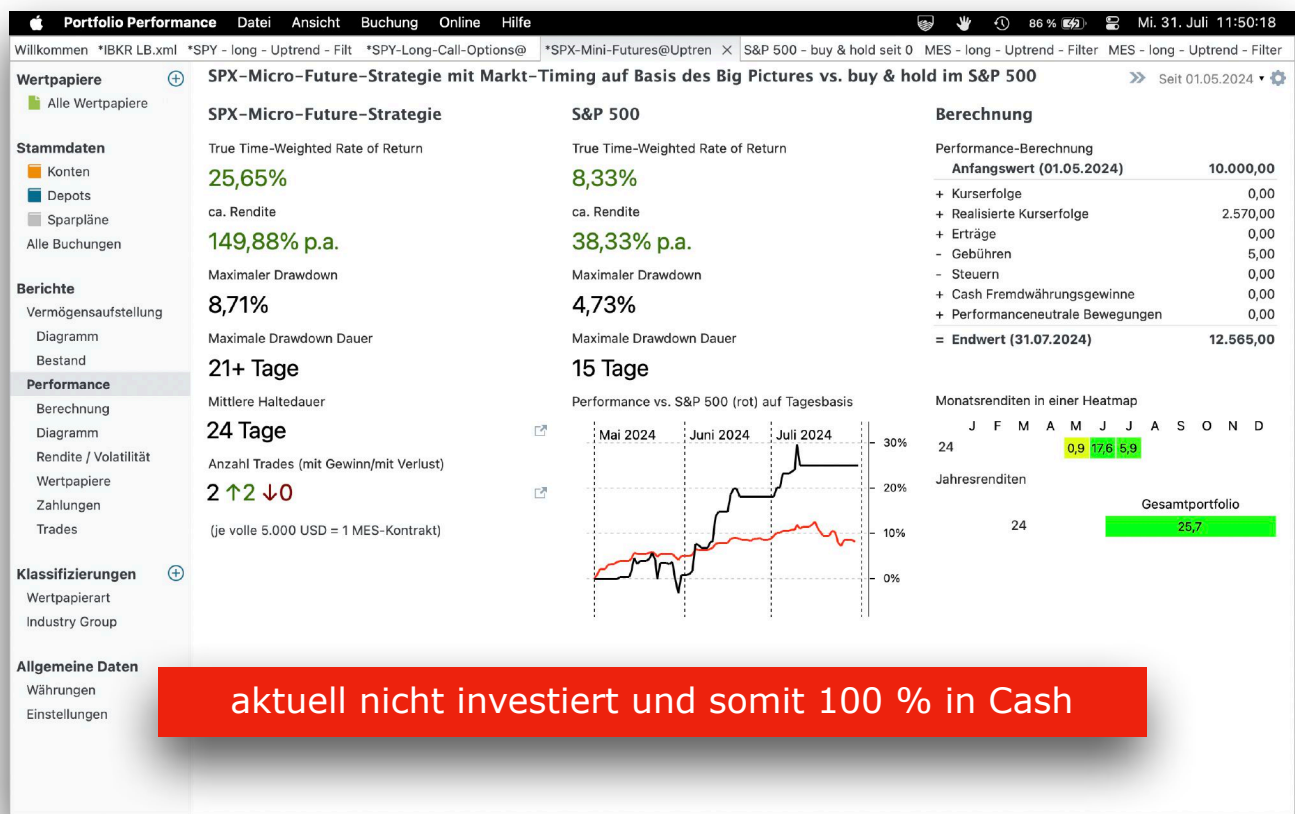 Portfolio Performance Datei Ansicht Buchung Online Hilfe 86 % Mi. 31. Juli 11:50:18
Willkommen *IBKR LB.xml *SPY - long - Uptrend - Filt *SPY-Long-Call-Options@ *SPX-Mini-Futures@Uptren × S&P 500 - buy & hold seit 0 MES - long - Uptrend - Filter MES - long - Uptrend - Filter
Wertpapiere
Alle Wertpapiere
Stammdaten
Konten
Depots
Sparpläne
Alle Buchungen
Berichte
Vermögensaufstellung
Diagramm
Bestand
Performance
Berechnung
Diagramm
Rendite / Volatilität
Wertpapiere
Zahlungen
Trades
Klassifizierungen
Wertpapierart
Industry Group
Allgemeine Daten
Währungen
Einstellungen
SPX-Micro-Future-Strategie mit Markt-Timing auf Basis des Big Pictures vs. buy & hold im S&P 500
Seit 01.05.2024
SPX-Micro-Future-Strategie
True Time-Weighted Rate of Return
25,65%
ca. Rendite
149,88% p.a.
Maximaler Drawdown
8,71%
Maximale Drawdown Dauer
21+ Tage
Mittlere Haltedauer
24 Tage
Anzahl Trades (mit Gewinn/mit Verlust)
2 ↑2 ↓0
(je volle 5.000 USD = 1 MES-Kontrakt)
S&P 500
True Time-Weighted Rate of Return
8,33%
ca. Rendite
38,33% p.a.
Maximaler Drawdown
4,73%
Maximale Drawdown Dauer
15 Tage
Performance vs. S&P 500 (rot) auf Tagesbasis
Mai 2024 Juni 2024 Juli 2024
30%
20%
10%
0%
Berechnung
Performance-Berechnung
Anfangswert (01.05.2024) 10.000,00
+ Kurserfolge 0,00
+ Realisierte Kurserfolge 2.570,00
+ Erträge 0,00
- Gebühren 5,00
- Steuern 0,00
+ Cash Fremdwährungsgewinne 0,00
+ Performanceneutrale Bewegungen 0,00
= Endwert (31.07.2024) 12.565,00
Monatsrenditen in einer Heatmap
J F M A M J J A S O N D
24 0,9 17,6 5,9
Jahresrenditen
Gesamtportfolio
24 25,7
aktuell nicht investiert und somit 100 % in Cash